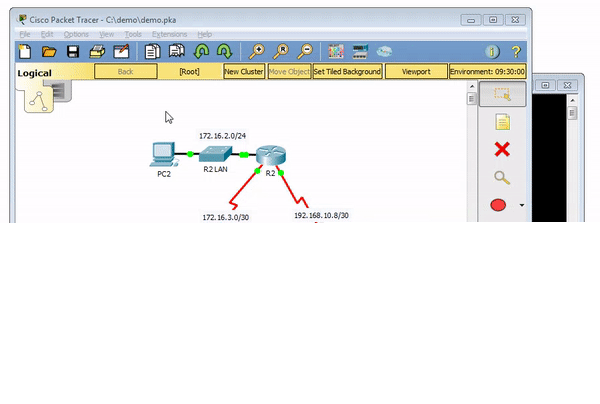 Cisco Packet Tracer - C:\demo\demo.pka
File Edit Options View Tools Extensions Help
Logical Back [Root] New Cluster Move Object Set Tiled Background Viewport Environment: 09:30:00
172.16.2.0/24
PC2 R2 LAN R2
172.16.3.0/30 192.168.10.8/30